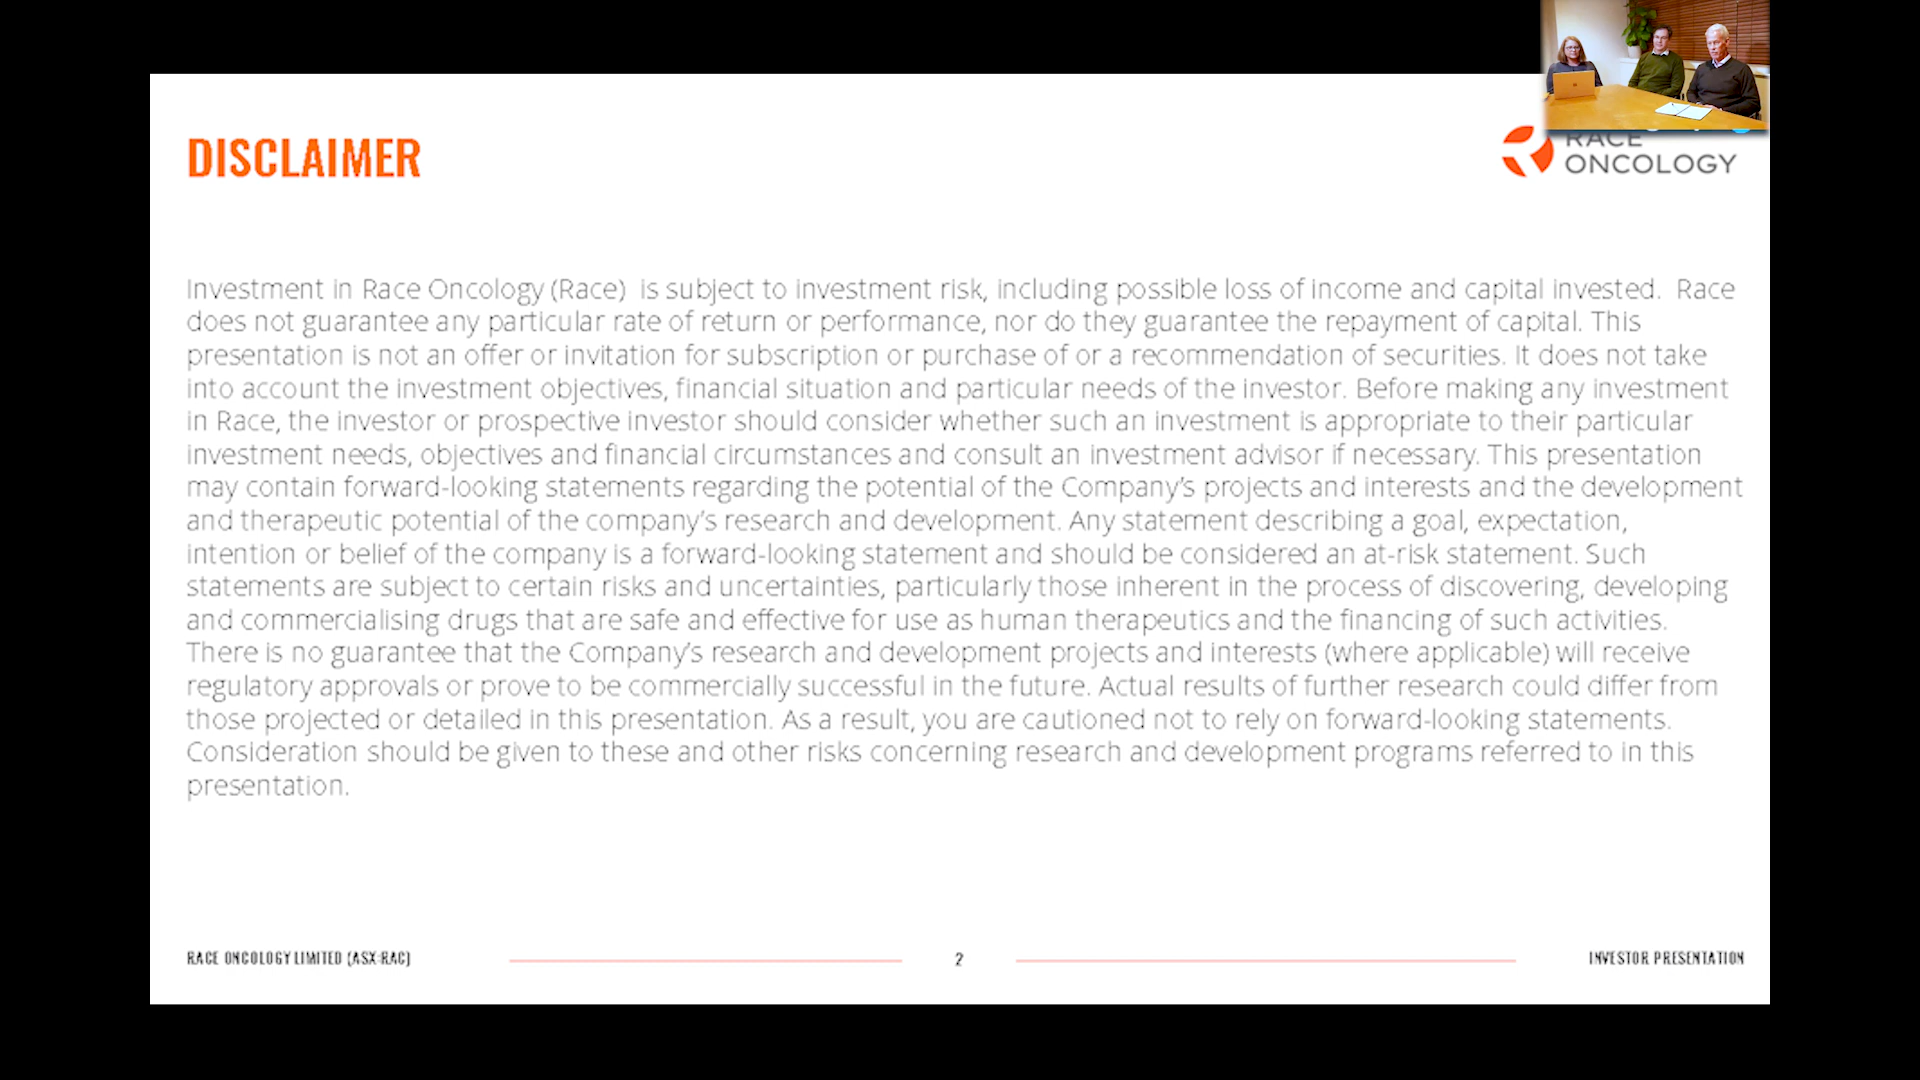 DISCLAIMER
RACE
ONCOLOGY
Investment in Race Oncology (Race)  is subject to investment risk, including possible loss of income and capital invested.  Race
does not guarantee any particular rate of return or performance, nor do they guarantee the repayment of capital. This
presentation is not an offer or invitation for subscription or purchase of or a recommendation of securities. It does not take
into account the investment objectives, financial situation and particular needs of the investor. Before making any investment
in Race, the investor or prospective investor should consider whether such an investment is appropriate to their particular
investment needs, objectives and financial circumstances and consult an investment advisor if necessary. This presentation
may contain forward-looking statements regarding the potential of the Company’s projects and interests and the development
and therapeutic potential of the company’s research and development. Any statement describing a goal, expectation,
intention or belief of the company is a forward-looking statement and should be considered an at-risk statement. Such
statements are subject to certain risks and uncertainties, particularly those inherent in the process of discovering, developing
and commercialising drugs that are safe and effective for use as human therapeutics and the financing of such activities.
There is no guarantee that the Company’s research and development projects and interests (where applicable) will receive
regulatory approvals or prove to be commercially successful in the future. Actual results of further research could differ from
those projected or detailed in this presentation. As a result, you are cautioned not to rely on forward-looking statements.
Consideration should be given to these and other risks concerning research and development programs referred to in this
presentation.
RACE ONCOLOGY LIMITED (ASX:RAC)
2
INVESTOR PRESENTATION